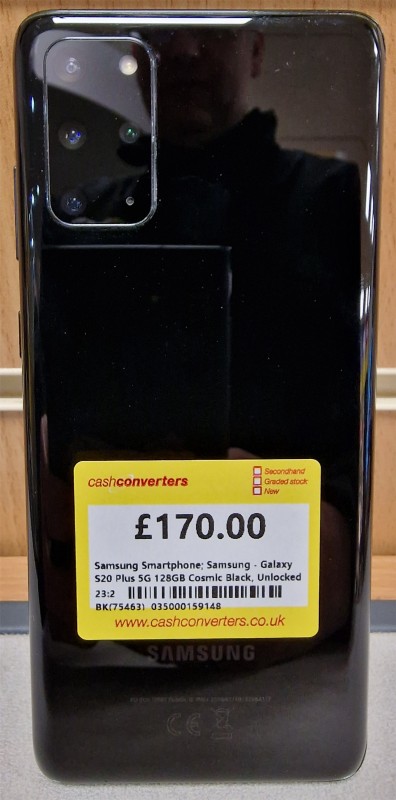 cashconverters
Secondhand
Graded stock
New
£170.00
Samsung Smartphone; Samsung - Galaxy
S20 Plus 5G 128GB Cosmic Black, Unlocked
23:2
BK(75463) 035000159148
www.cashconverters.co.uk
SAMSUNG
CE